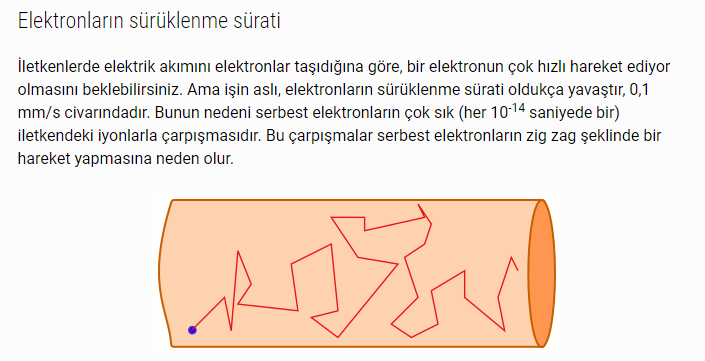 Elektronların sürüklenme sürati
İletkenlerde elektrik akımını elektronlar taşıdığına göre, bir elektronun çok hızlı hareket ediyor
olmasını beklebilirsiniz. Ama işin aslı, elektronların sürüklenme sürati oldukça yavaştır, 0,1
mm/s civarındadır. Bunun nedeni serbest elektronların çok sık (her 10⁻¹⁴ saniyede bir)
iletkendeki iyonlarla çarpışmasıdır. Bu çarpışmalar serbest elektronların zig zag şeklinde bir
hareket yapmasına neden olur.